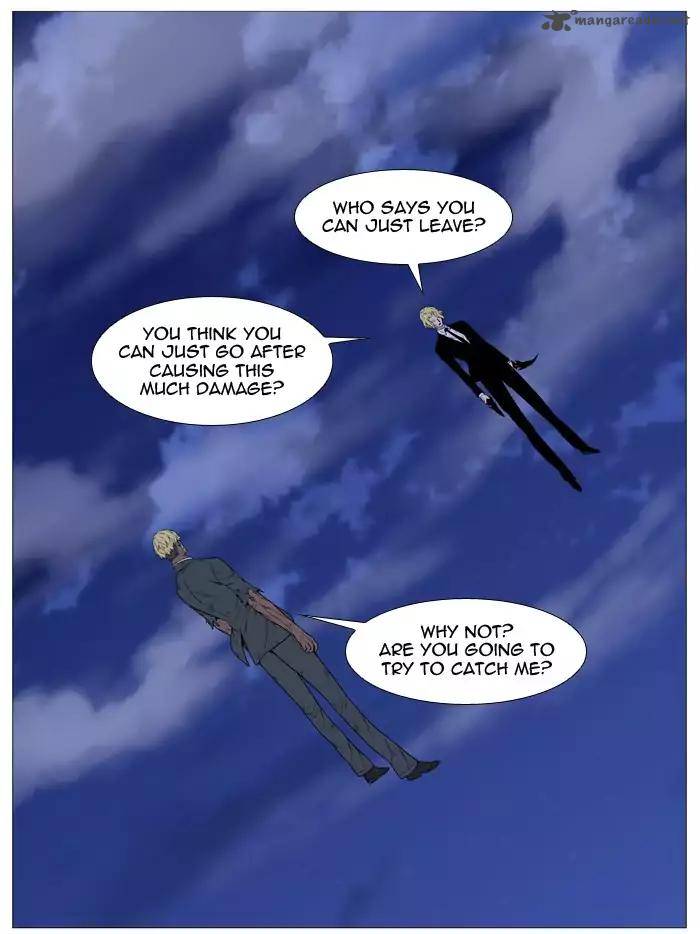 mangareader.net
WHO SAYS YOU
CAN JUST LEAVE?
YOU THINK YOU
CAN JUST GO AFTER
CAUSING THIS
MUCH DAMAGE?
WHY NOT?
ARE YOU GOING TO
TRY TO CATCH ME?